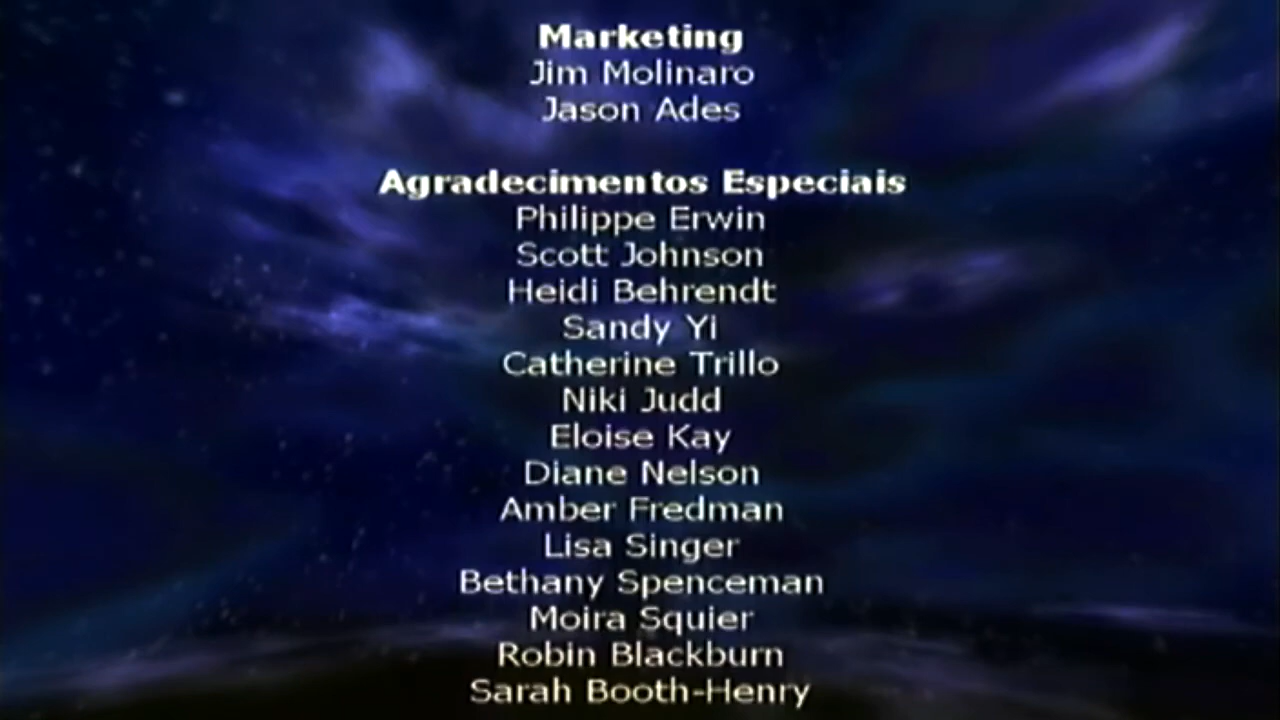 Marketing
Jim Molinaro
Jason Ades
Agradecimentos Especiais
Philippe Erwin
Scott Johnson
Heidi Behrendt
Sandy Yi
Catherine Trillo
Niki Judd
Eloise Kay
Diane Nelson
Amber Fredman
Lisa Singer
Bethany Spenceman
Moira Squier
Robin Blackburn
Sarah Booth-Henry